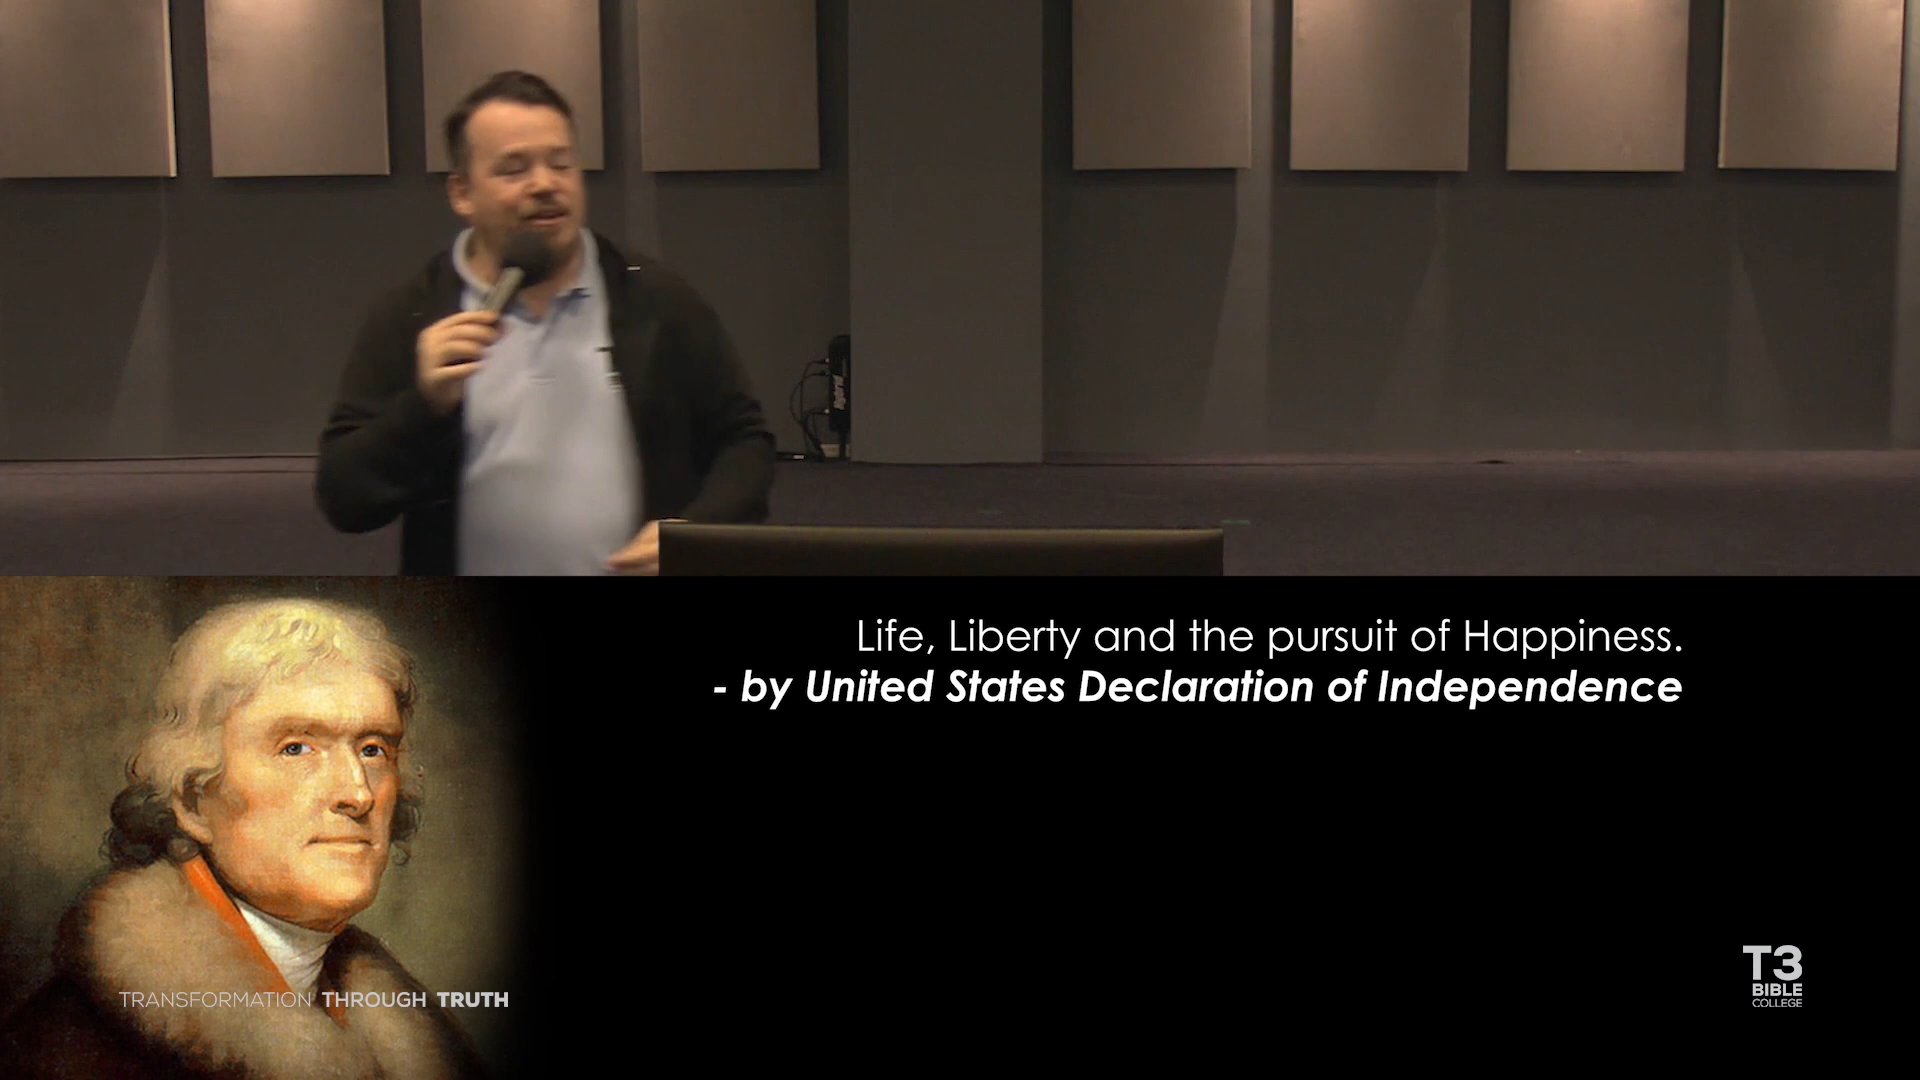 Life, Liberty and the pursuit of Happiness.
- by United States Declaration of Independence
TRANSFORMATION THROUGH TRUTH
T3
BIBLE
COLLEGE